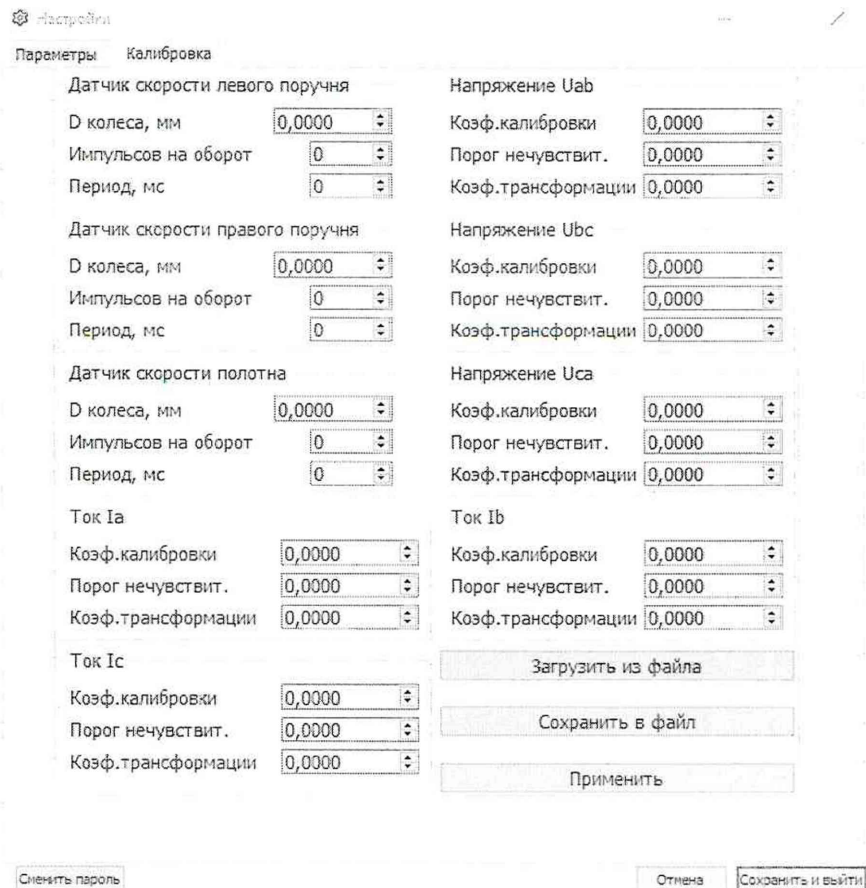 Настройки
Параметры Калибровка
Датчик скорости левого поручня
D колеса, мм 0,0000
Импульсов на оборот 0
Период, мс 0
Напряжение Uab
Коэф.калибровки 0,0000
Порог нечувствит. 0,0000
Коэф.трансформации 0,0000
Датчик скорости правого поручня
D колеса, мм 0,0000
Импульсов на оборот 0
Период, мс 0
Напряжение Ubc
Коэф.калибровки 0,0000
Порог нечувствит. 0,0000
Коэф.трансформации 0,0000
Датчик скорости полотна
D колеса, мм 0,0000
Импульсов на оборот 0
Период, мс 0
Напряжение Uca
Коэф.калибровки 0,0000
Порог нечувствит. 0,0000
Коэф.трансформации 0,0000
Ток Ia
Коэф.калибровки 0,0000
Порог нечувствит. 0,0000
Коэф.трансформации 0,0000
Ток Ib
Коэф.калибровки 0,0000
Порог нечувствит. 0,0000
Коэф.трансформации 0,0000
Ток Ic
Коэф.калибровки 0,0000
Порог нечувствит. 0,0000
Коэф.трансформации 0,0000
Загрузить из файла
Сохранить в файл
Применить
Сменить пароль Отмена Сохранить и выйти